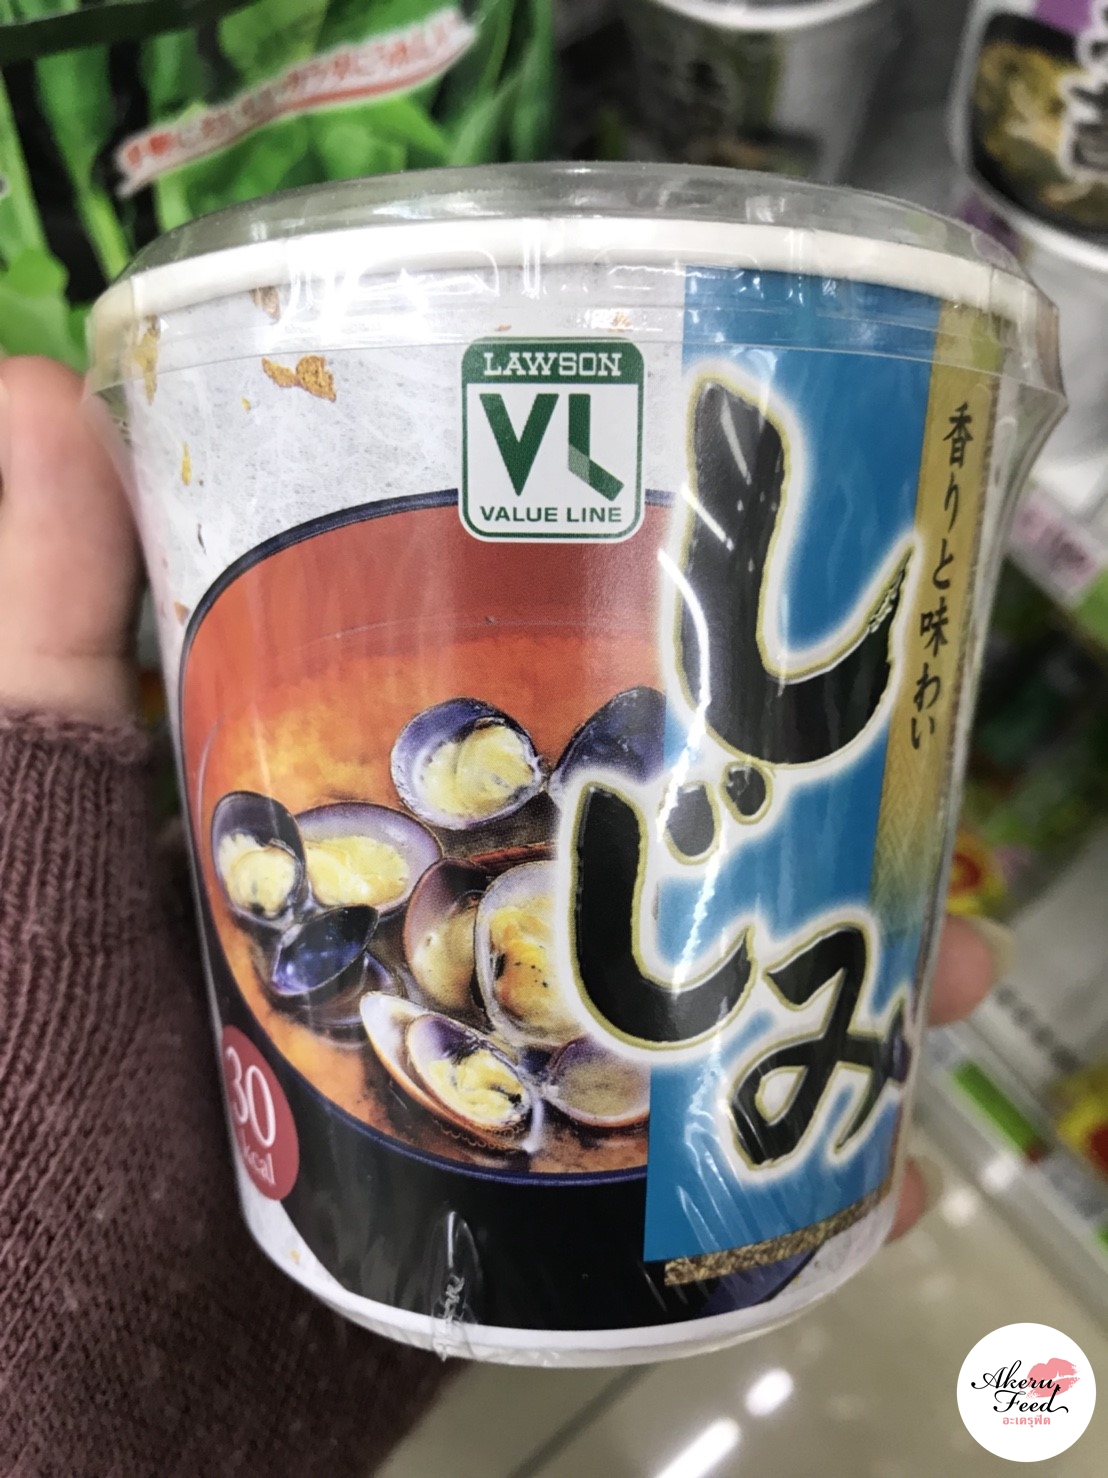 LAWSON
VL
VALUE LINE
香りと味わい
しじみ
30
kcal
Akeru
Feed
อะเครุฟีด